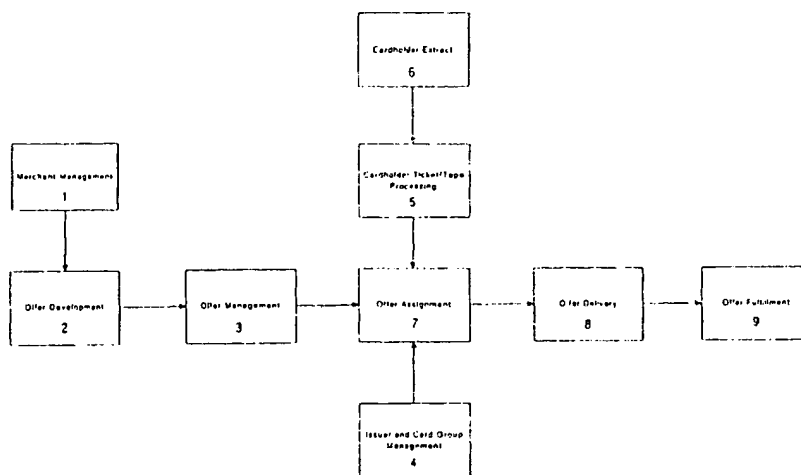 Cardholder Extract
6
Merchant Management
1
Cardholder Ticket/Tape
Processing
5
Offer Development
2
Offer Management
3
Offer Assignment
7
Offer Delivery
8
Offer Fulfillment
9
Issuer and Card Group
Management
4